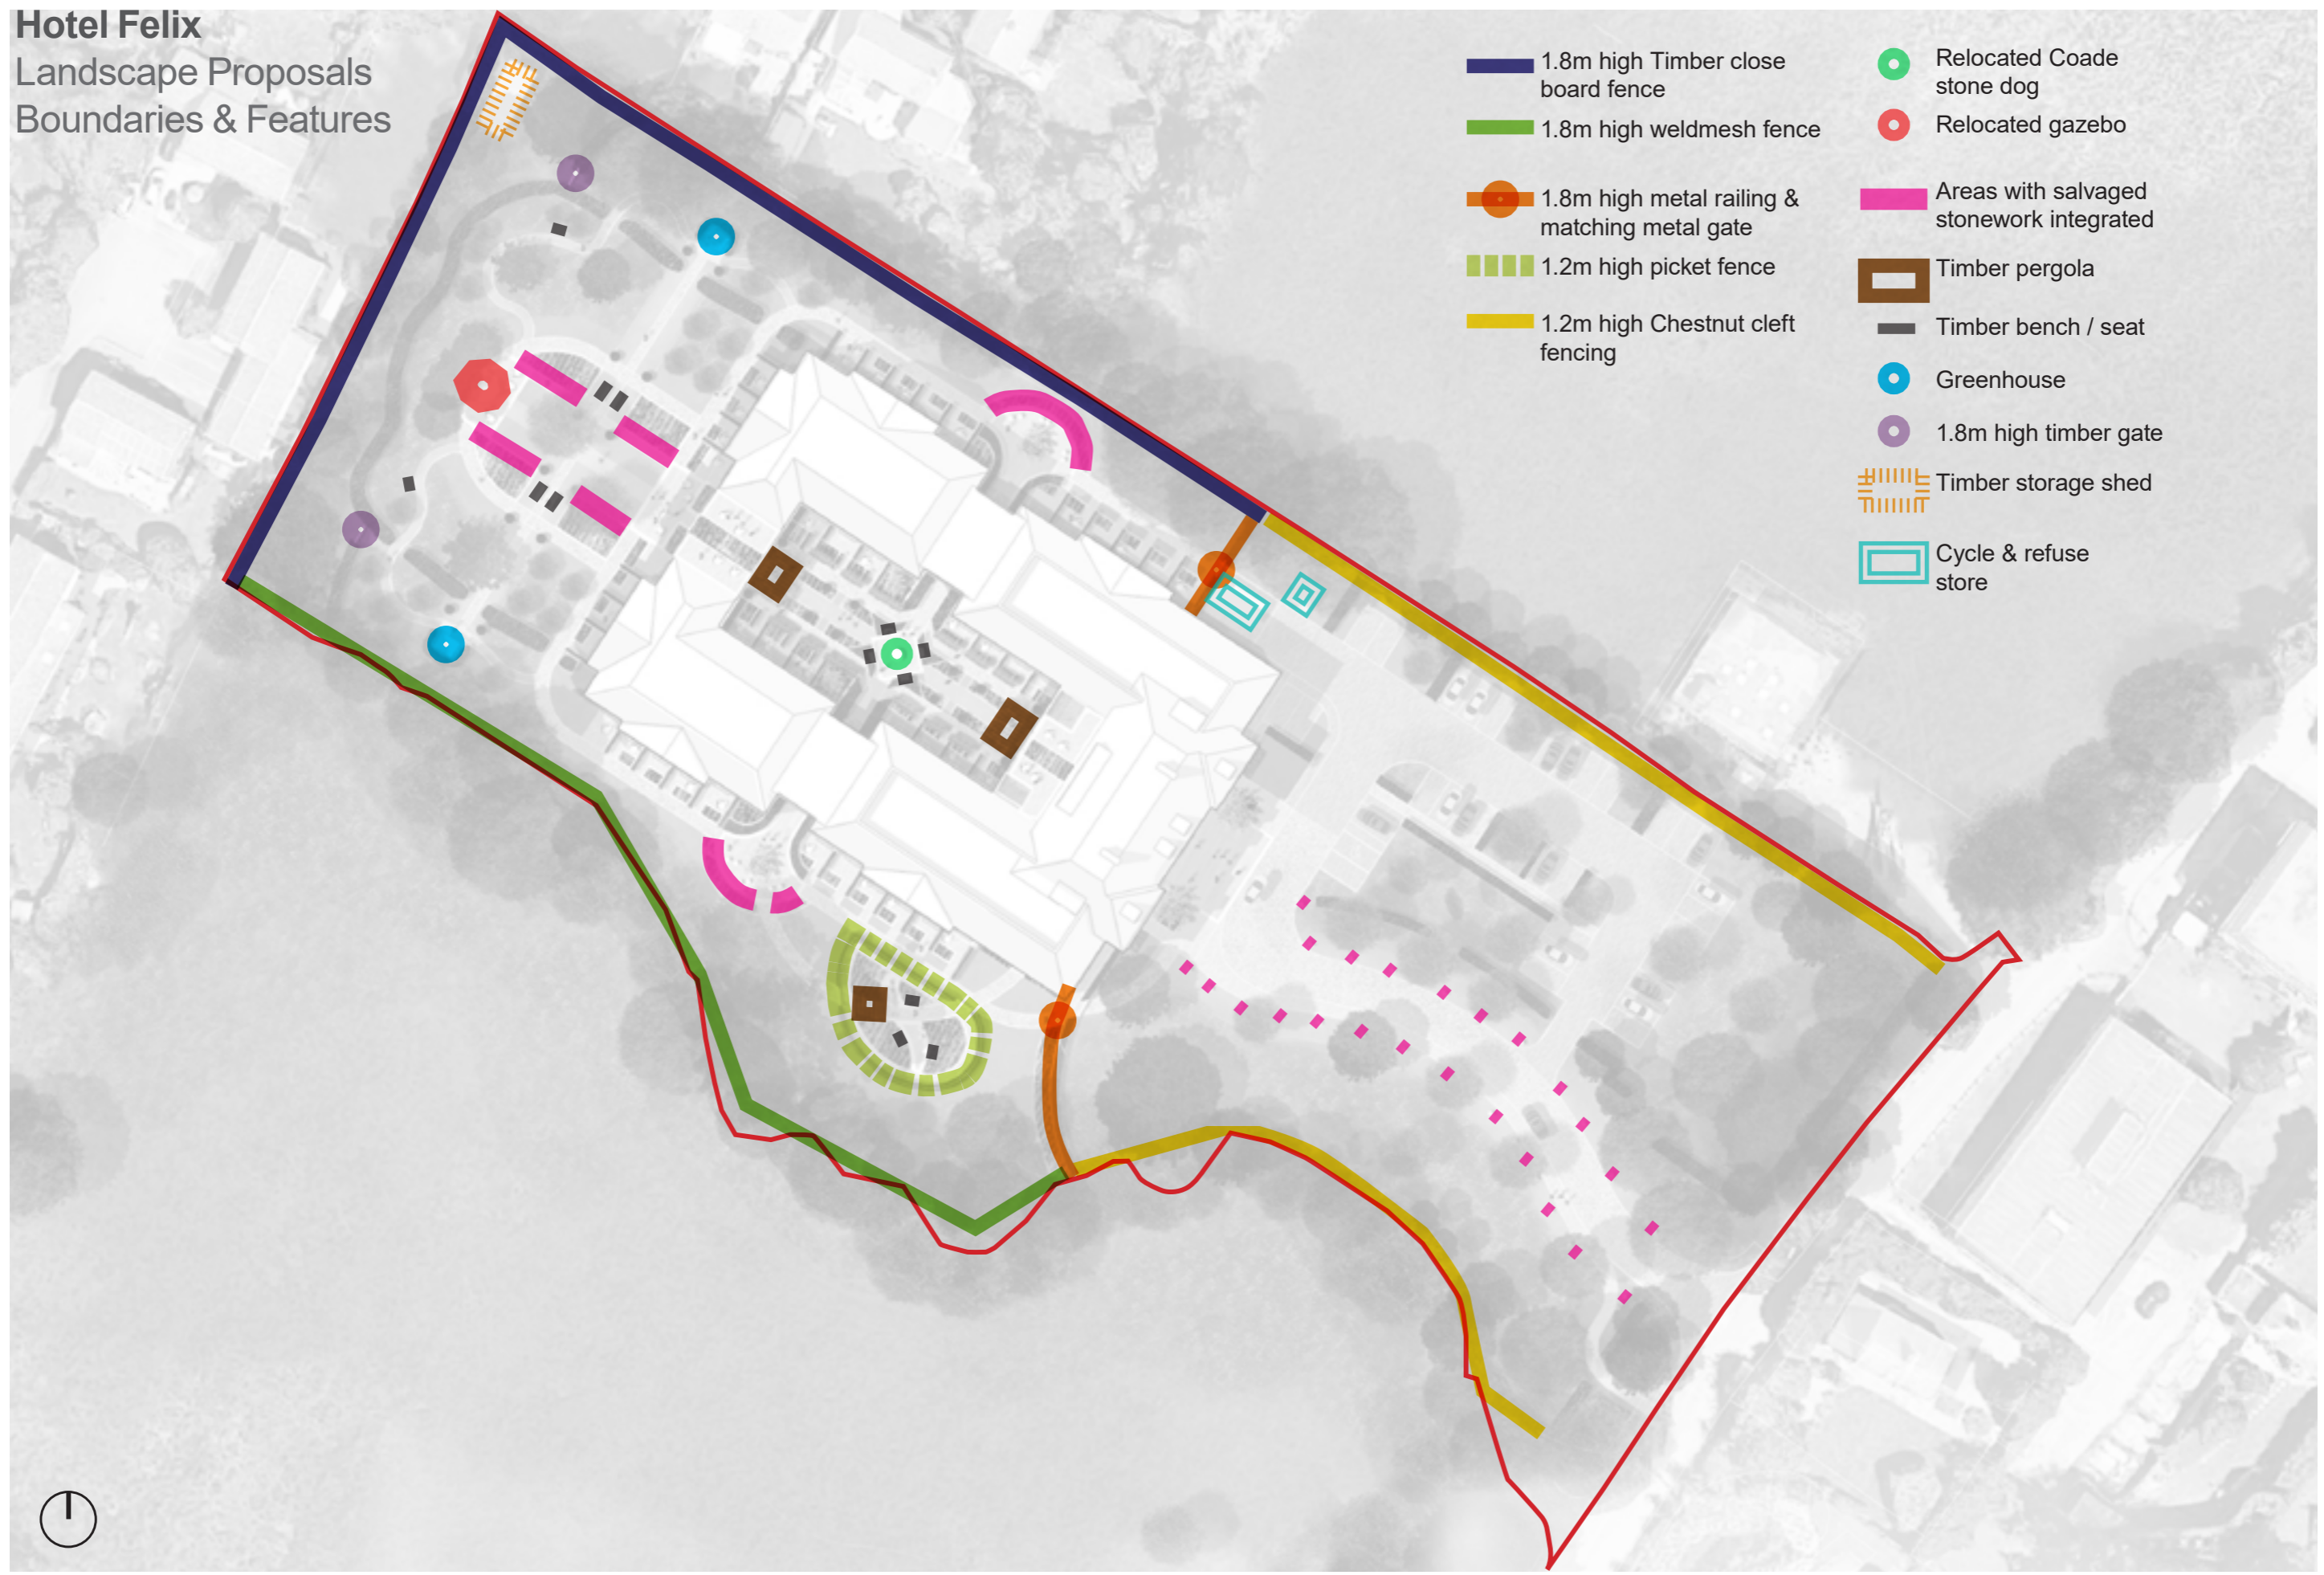 Hotel Felix
Landscape Proposals
Boundaries & Features
1.8m high Timber close
board fence
1.8m high weldmesh fence
1.8m high metal railing &
matching metal gate
1.2m high picket fence
1.2m high Chestnut cleft
fencing
Relocated Coade
stone dog
Relocated gazebo
Areas with salvaged
stonework integrated
Timber pergola
Timber bench / seat
Greenhouse
1.8m high timber gate
Timber storage shed
Cycle & refuse
store